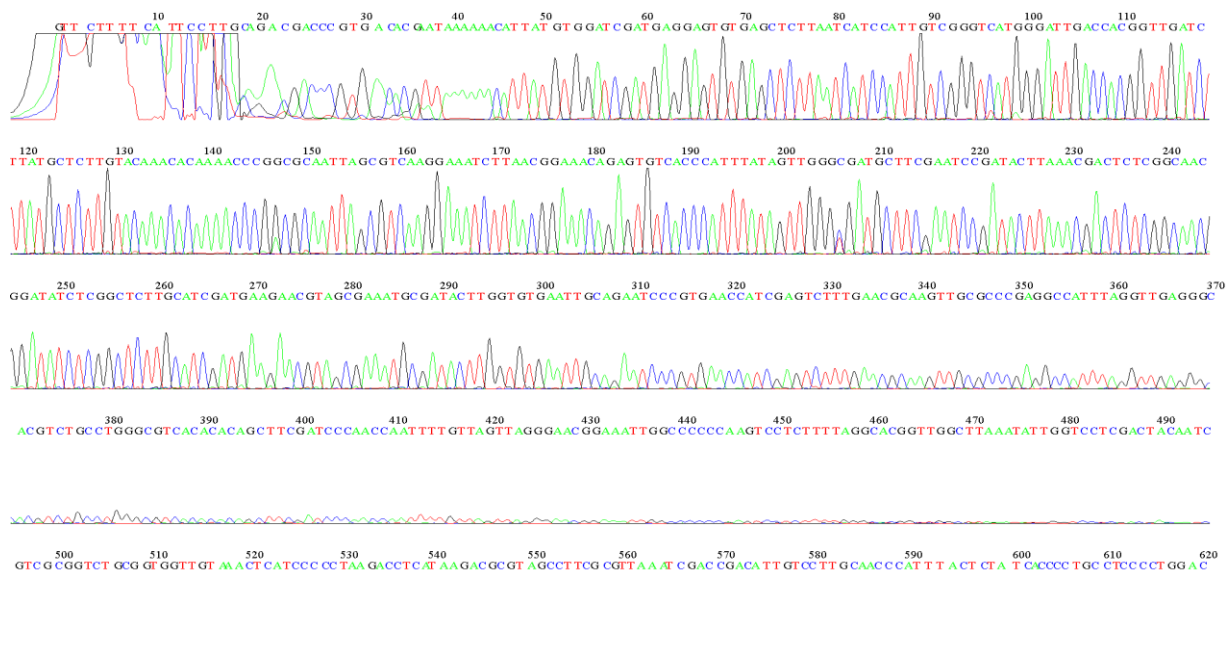 10 20 30 40 50 60 70 80 90 100 110
GTTCTTTTCATTCCTTGCAGACGACCCGTGACACGAATAAAAAACATTATGTGGATCGATGAGGAGTGTGAGCTCTTAATCATCCATTGTCGGGTCATGGGATTGACCACGGTTGATC
120 130 140 150 160 170 180 190 200 210 220 230 240
TTATGCTCTTGTACAAACACAAAACCCGGCGCAATTAGCGTCAAGGAAATCTTAACGGAAACAGAGTGTCACCCATTTATAGTTGGGCGATGCTTCGAATCCGATACTTAAACGACTCTCGGCAAC
250 260 270 280 290 300 310 320 330 340 350 360 370
GGATATCTCGGCTCTTGCATCGATGAAGAACGTAGCGAAATGCGATACTTGGTGTGAATTGCAGAATCCCGTGAACCATCGAGTCTTTGAACGCAAGTTGCGCCCGAGGCCATTTAGGTTGAGGGC
380 390 400 410 420 430 440 450 460 470 480 490
ACGTCTGCCTGGGCGTCACACACAGCTTCGATCCCAACCAATTTTGTTAGTTAGGGAACGGAAATTGGCCCCCCAAGTCCTCTTTTAGGCACGGTTGGCTTAAATATTGGTCCTCGACTACAATC
500 510 520 530 540 550 560 570 580 590 600 610 620
GTCGCGGTCTGCGGTGGTTGTAAACTCATCCCCCTAAGACCTCATAAGACGCGTAGCCTTCGCGTTAAATCGACCGACATTGTCCTTGCAACCCATTTACTCTATCACCCCTGCCTCCCCTGGAC